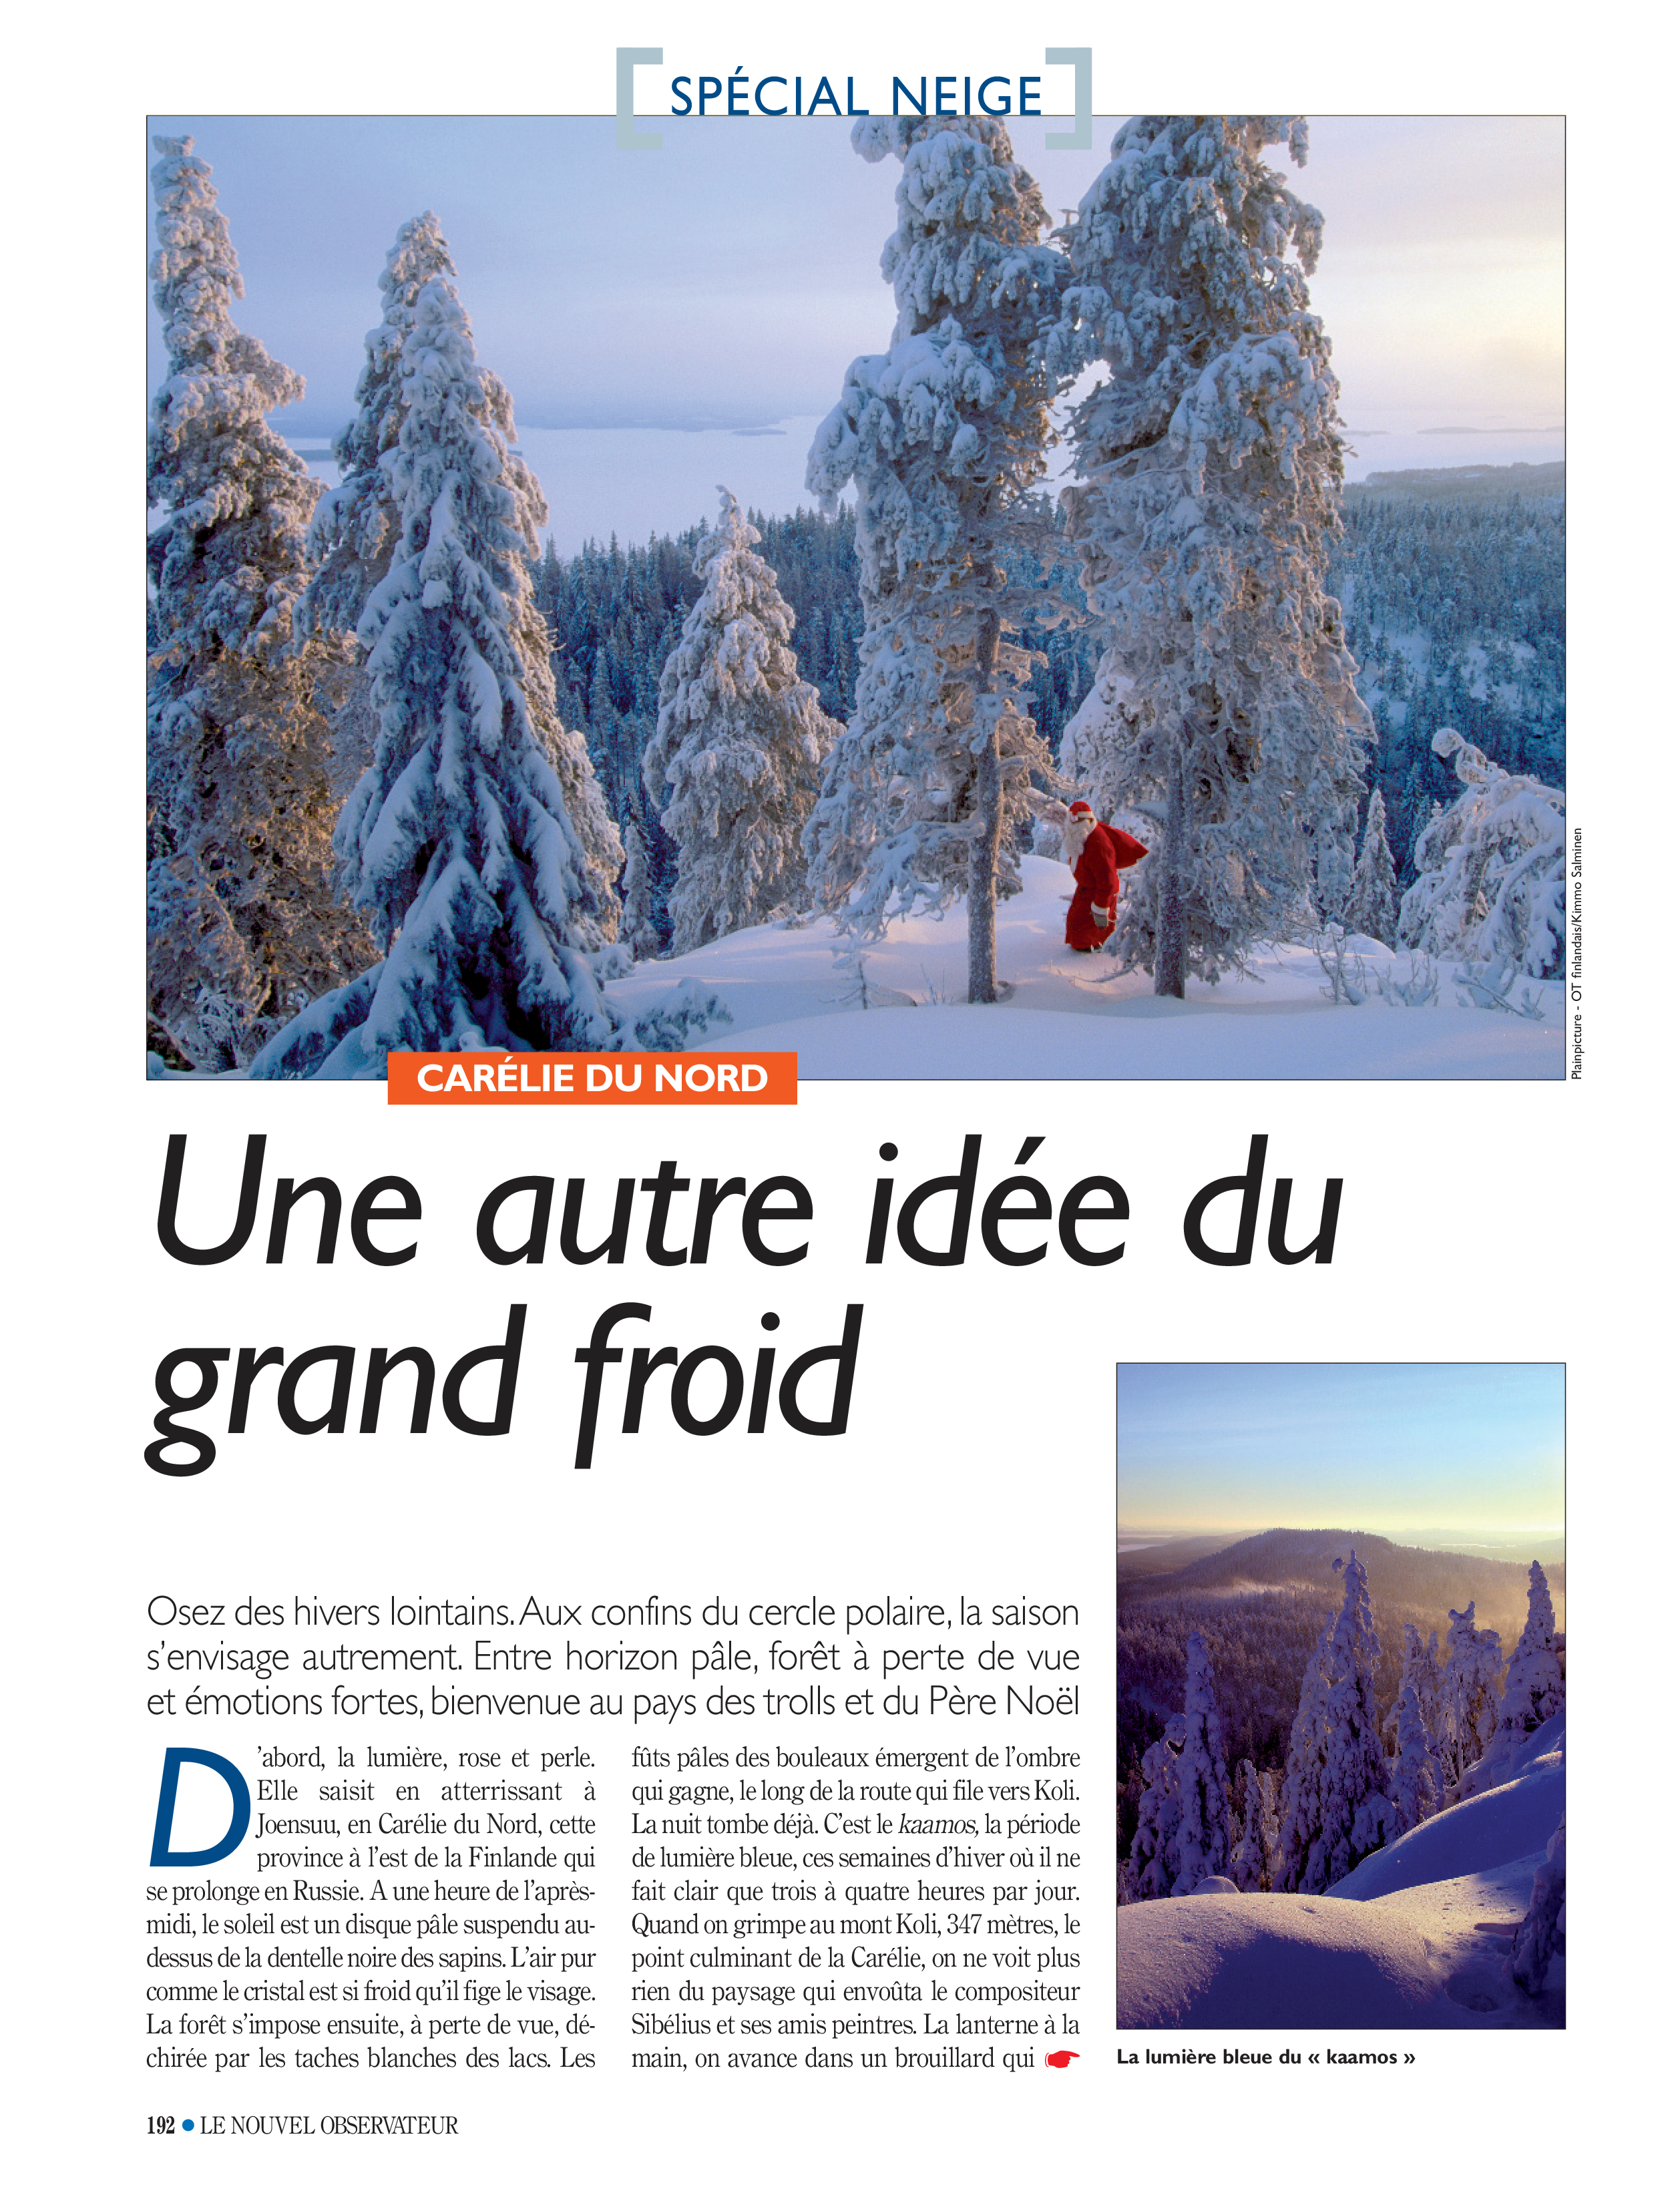 SPÉCIAL NEIGE
Plainpicture - OT finlandais/Kimmo Salminen
CARÉLIE DU NORD
Une autre idée du
grand froid
Osez des hivers lointains. Aux confins du cercle polaire, la saison
s'envisage autrement. Entre horizon pâle, forêt à perte de vue
et émotions fortes, bienvenue au pays des trolls et du Père Noël
D'abord, la lumière, rose et perle.
Elle saisit en atterrissant à
Joensuu, en Carélie du Nord, cette
province à l'est de la Finlande qui
se prolonge en Russie. A une heure de l'après-
midi, le soleil est un disque pâle suspendu au-
dessus de la dentelle noire des sapins. L'air pur
comme le cristal est si froid qu'il fige le visage.
La forêt s'impose ensuite, à perte de vue, dé-
chirée par les taches blanches des lacs. Les
fûts pâles des bouleaux émergent de l'ombre
qui gagne, le long de la route qui file vers Koli.
La nuit tombe déjà. C'est le kaamos, la période
de lumière bleue, ces semaines d'hiver où il ne
fait clair que trois à quatre heures par jour.
Quand on grimpe au mont Koli, 347 mètres, le
point culminant de la Carélie, on ne voit plus
rien du paysage qui envoûta le compositeur
Sibélius et ses amis peintres. La lanterne à la
main, on avance dans un brouillard qui
La lumière bleue du « kaamos »
192 • LE NOUVEL OBSERVATEUR